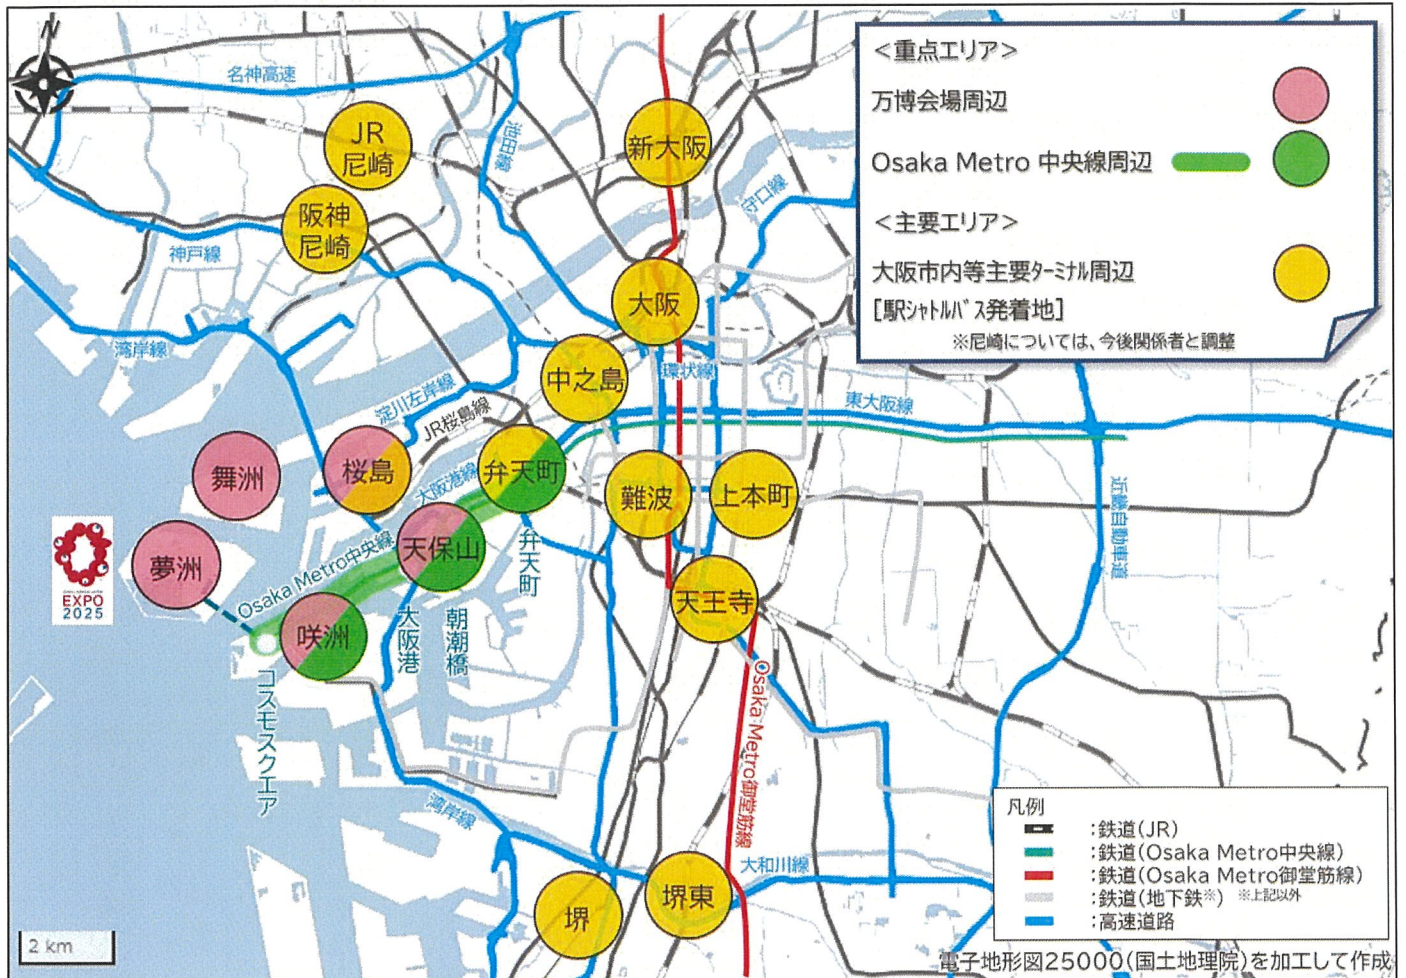 N
名神高速
JR
尼崎
池田線
新大阪
守口線
阪神
尼崎
神戸線
大阪
湾岸線
淀川左岸線
JR桜島線
中之島
環状線
東大阪線
舞洲
桜島
大阪港線
弁天町
難波
上本町
近畿自動車道
夢洲
EXPO
2025
Osaka Metro中央線
天保山
弁天町
天王寺
咲洲
大阪港
朝潮橋
コスモスクエア
Osaka Metro御堂筋線
湾岸線
大和川線
堺
堺東
2 km
<重点エリア>
万博会場周辺
Osaka Metro 中央線周辺
<主要エリア>
大阪市内等主要ターミナル周辺
[駅シャトルバス発着地]
※尼崎については、今後関係者と調整
凡例
:鉄道(JR)
:鉄道(Osaka Metro中央線)
:鉄道(Osaka Metro御堂筋線)
:鉄道(地下鉄※) ※上記以外
:高速道路
電子地形図25000(国土地理院)を加工して作成